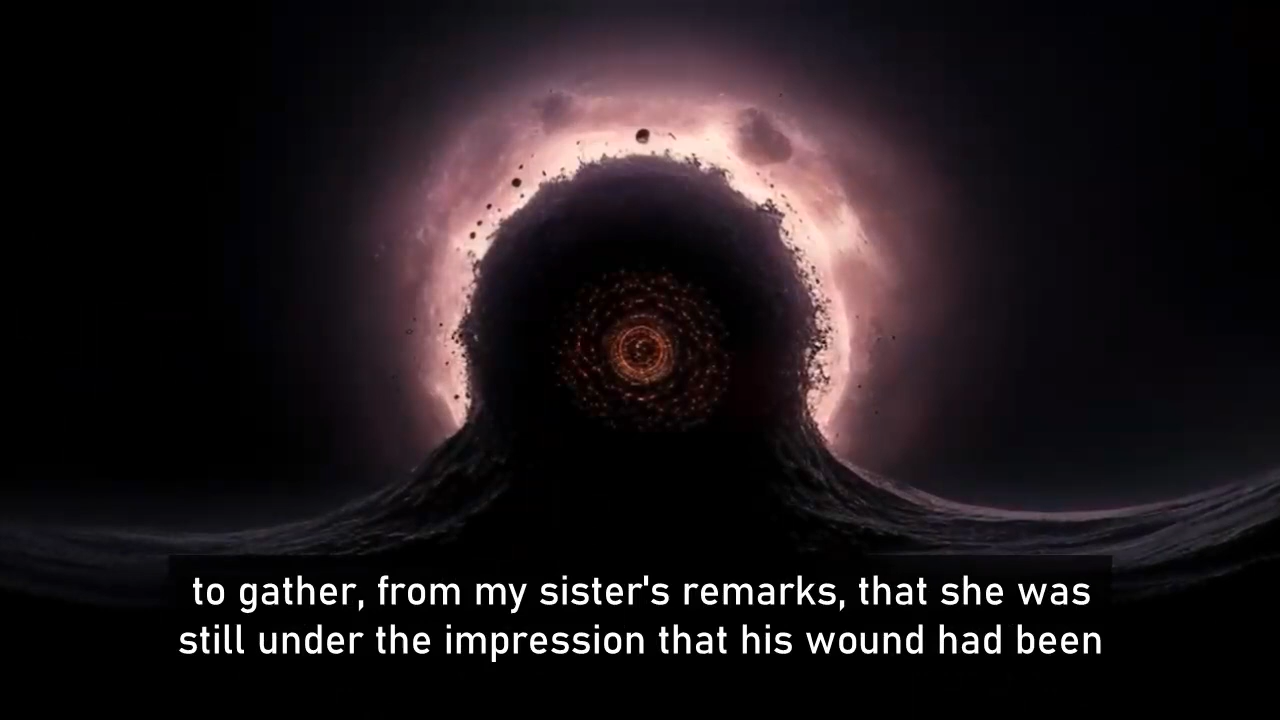 to gather, from my sister's remarks, that she was
still under the impression that his wound had been